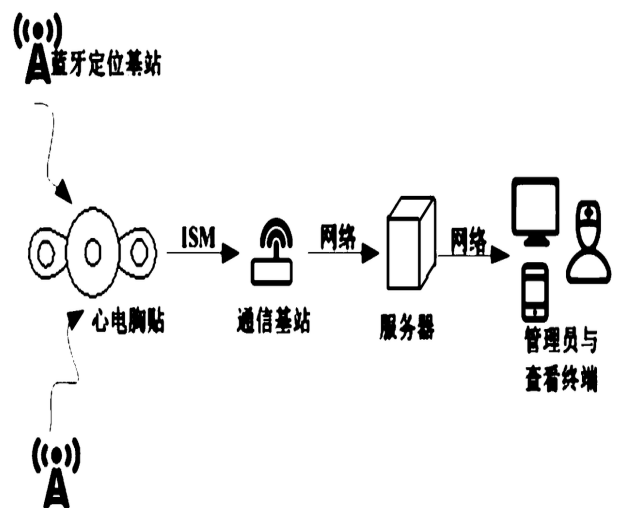 蓝牙定位基站
ISM
网络
网络
心电胸贴
通信基站
服务器
管理员与
查看终端